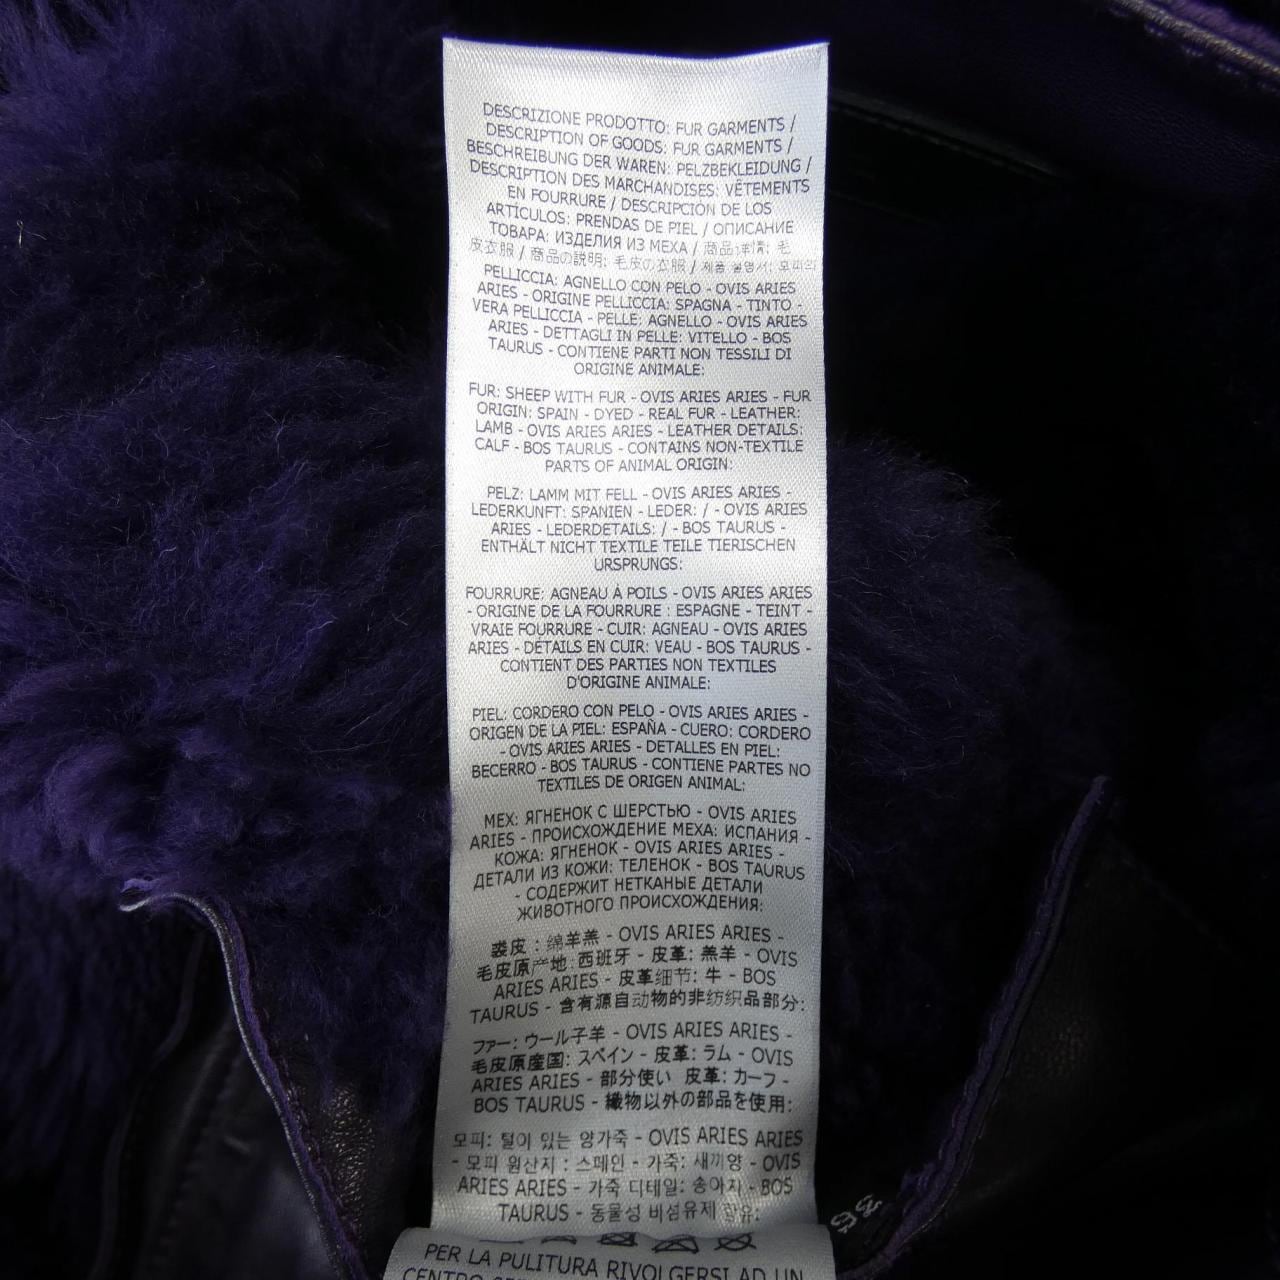 DESCRIZIONE PRODOTTO: FUR GARMENTS /
DESCRIPTION OF GOODS: FUR GARMENTS /
BESCHREIBUNG DER WAREN: PELZBEKLEIDUNG /
DESCRIPTION DES MARCHANDISES: VÊTEMENTS
EN FOURRURE / DESCRIPCIÓN DE LOS
ARTÍCULOS: PRENDAS DE PIEL / ОПИСАНИЕ
ТОВАРА: ИЗДЕЛИЯ ИЗ МЕХА / 商品详情: 毛
皮衣服 / 商品の説明: 毛皮の衣服 / 제품 설명서: 모피의
PELLICCIA: AGNELLO CON PELO - OVIS ARIES
ARIES - ORIGINE PELLICCIA: SPAGNA - TINTO -
VERA PELLICCIA - PELLE: AGNELLO - OVIS ARIES
ARIES - DETTAGLI IN PELLE: VITELLO - BOS
TAURUS - CONTIENE PARTI NON TESSILI DI
ORIGINE ANIMALE:
FUR: SHEEP WITH FUR - OVIS ARIES ARIES - FUR
ORIGIN: SPAIN - DYED - REAL FUR - LEATHER:
LAMB - OVIS ARIES ARIES - LEATHER DETAILS:
CALF - BOS TAURUS - CONTAINS NON-TEXTILE
PARTS OF ANIMAL ORIGIN:
PELZ: LAMM MIT FELL - OVIS ARIES ARIES -
LEDERKUNFT: SPANIEN - LEDER: / - OVIS ARIES
ARIES - LEDERDETAILS: / - BOS TAURUS -
ENTHÄLT NICHT TEXTILE TEILE TIERISCHEN
URSPRUNGS:
FOURRURE: AGNEAU À POILS - OVIS ARIES ARIES
- ORIGINE DE LA FOURRURE : ESPAGNE - TEINT -
VRAIE FOURRURE - CUIR: AGNEAU - OVIS ARIES
ARIES - DÉTAILS EN CUIR: VEAU - BOS TAURUS -
CONTIENT DES PARTIES NON TEXTILES
D'ORIGINE ANIMALE:
PIEL: CORDERO CON PELO - OVIS ARIES ARIES -
ORIGEN DE LA PIEL: ESPAÑA - CUERO: CORDERO
- OVIS ARIES ARIES - DETALLES EN PIEL:
BECERRO - BOS TAURUS - CONTIENE PARTES NO
TEXTILES DE ORIGEN ANIMAL:
МЕХ: ЯГНЕНОК С ШЕРСТЬЮ - OVIS ARIES
ARIES - ПРОИСХОЖДЕНИЕ МЕХА: ИСПАНИЯ -
КОЖА: ЯГНЕНОК - OVIS ARIES ARIES -
ДЕТАЛИ ИЗ КОЖИ: ТЕЛЕНОК - BOS TAURUS
- СОДЕРЖИТ НЕТКАНЫЕ ДЕТАЛИ
ЖИВОТНОГО ПРОИСХОЖДЕНИЯ:
裘皮 : 绵羊羔 - OVIS ARIES ARIES -
毛皮原产地: 西班牙 - 皮革: 羔羊 - OVIS
ARIES ARIES - 皮革细节: 牛 - BOS
TAURUS - 含有源自动物的非纺织品部分:
ファー: ウール子羊 - OVIS ARIES ARIES -
毛皮原産国: スペイン - 皮革: ラム - OVIS
ARIES ARIES - 部分使い 皮革: カーフ -
BOS TAURUS - 織物以外の部品を使用:
모피: 털이 있는 양가죽 - OVIS ARIES ARIES
- 모피 원산지 : 스페인 - 가죽: 새끼양 - OVIS
ARIES ARIES - 가죽 디테일: 송아지 - BOS
TAURUS - 동물성 비섬유제 함유:
PER LA PULITURA RIVOLGERSI AD UN